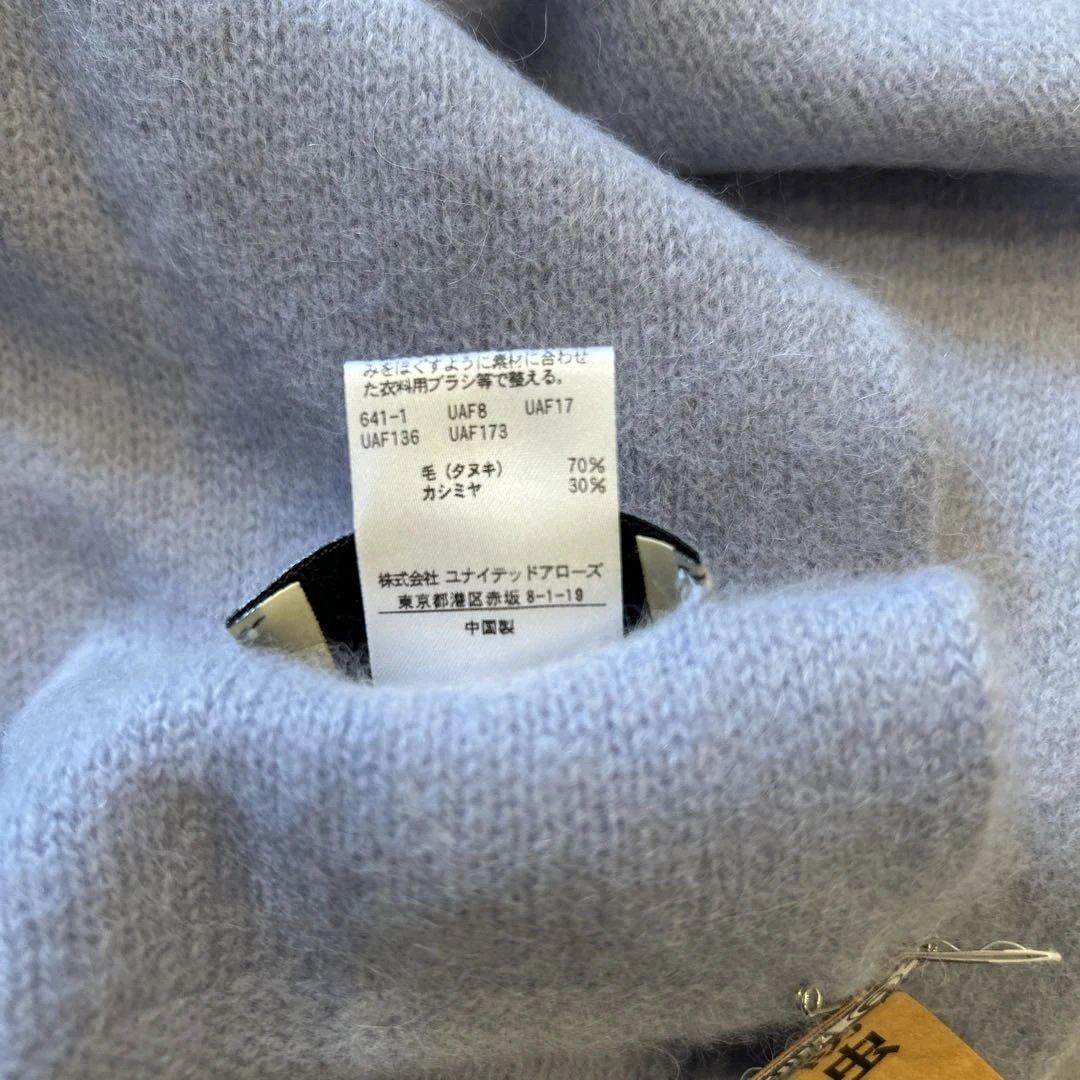 みをほぐすように素材に合わせ
た衣料用ブラシ等で整える。
641-1 UAF8 UAF17
UAF136 UAF173
毛(タヌキ) 70%
カシミヤ 30%
株式会社 ユナイテッドアローズ
東京都港区赤坂 8-1-19
中国製
虫